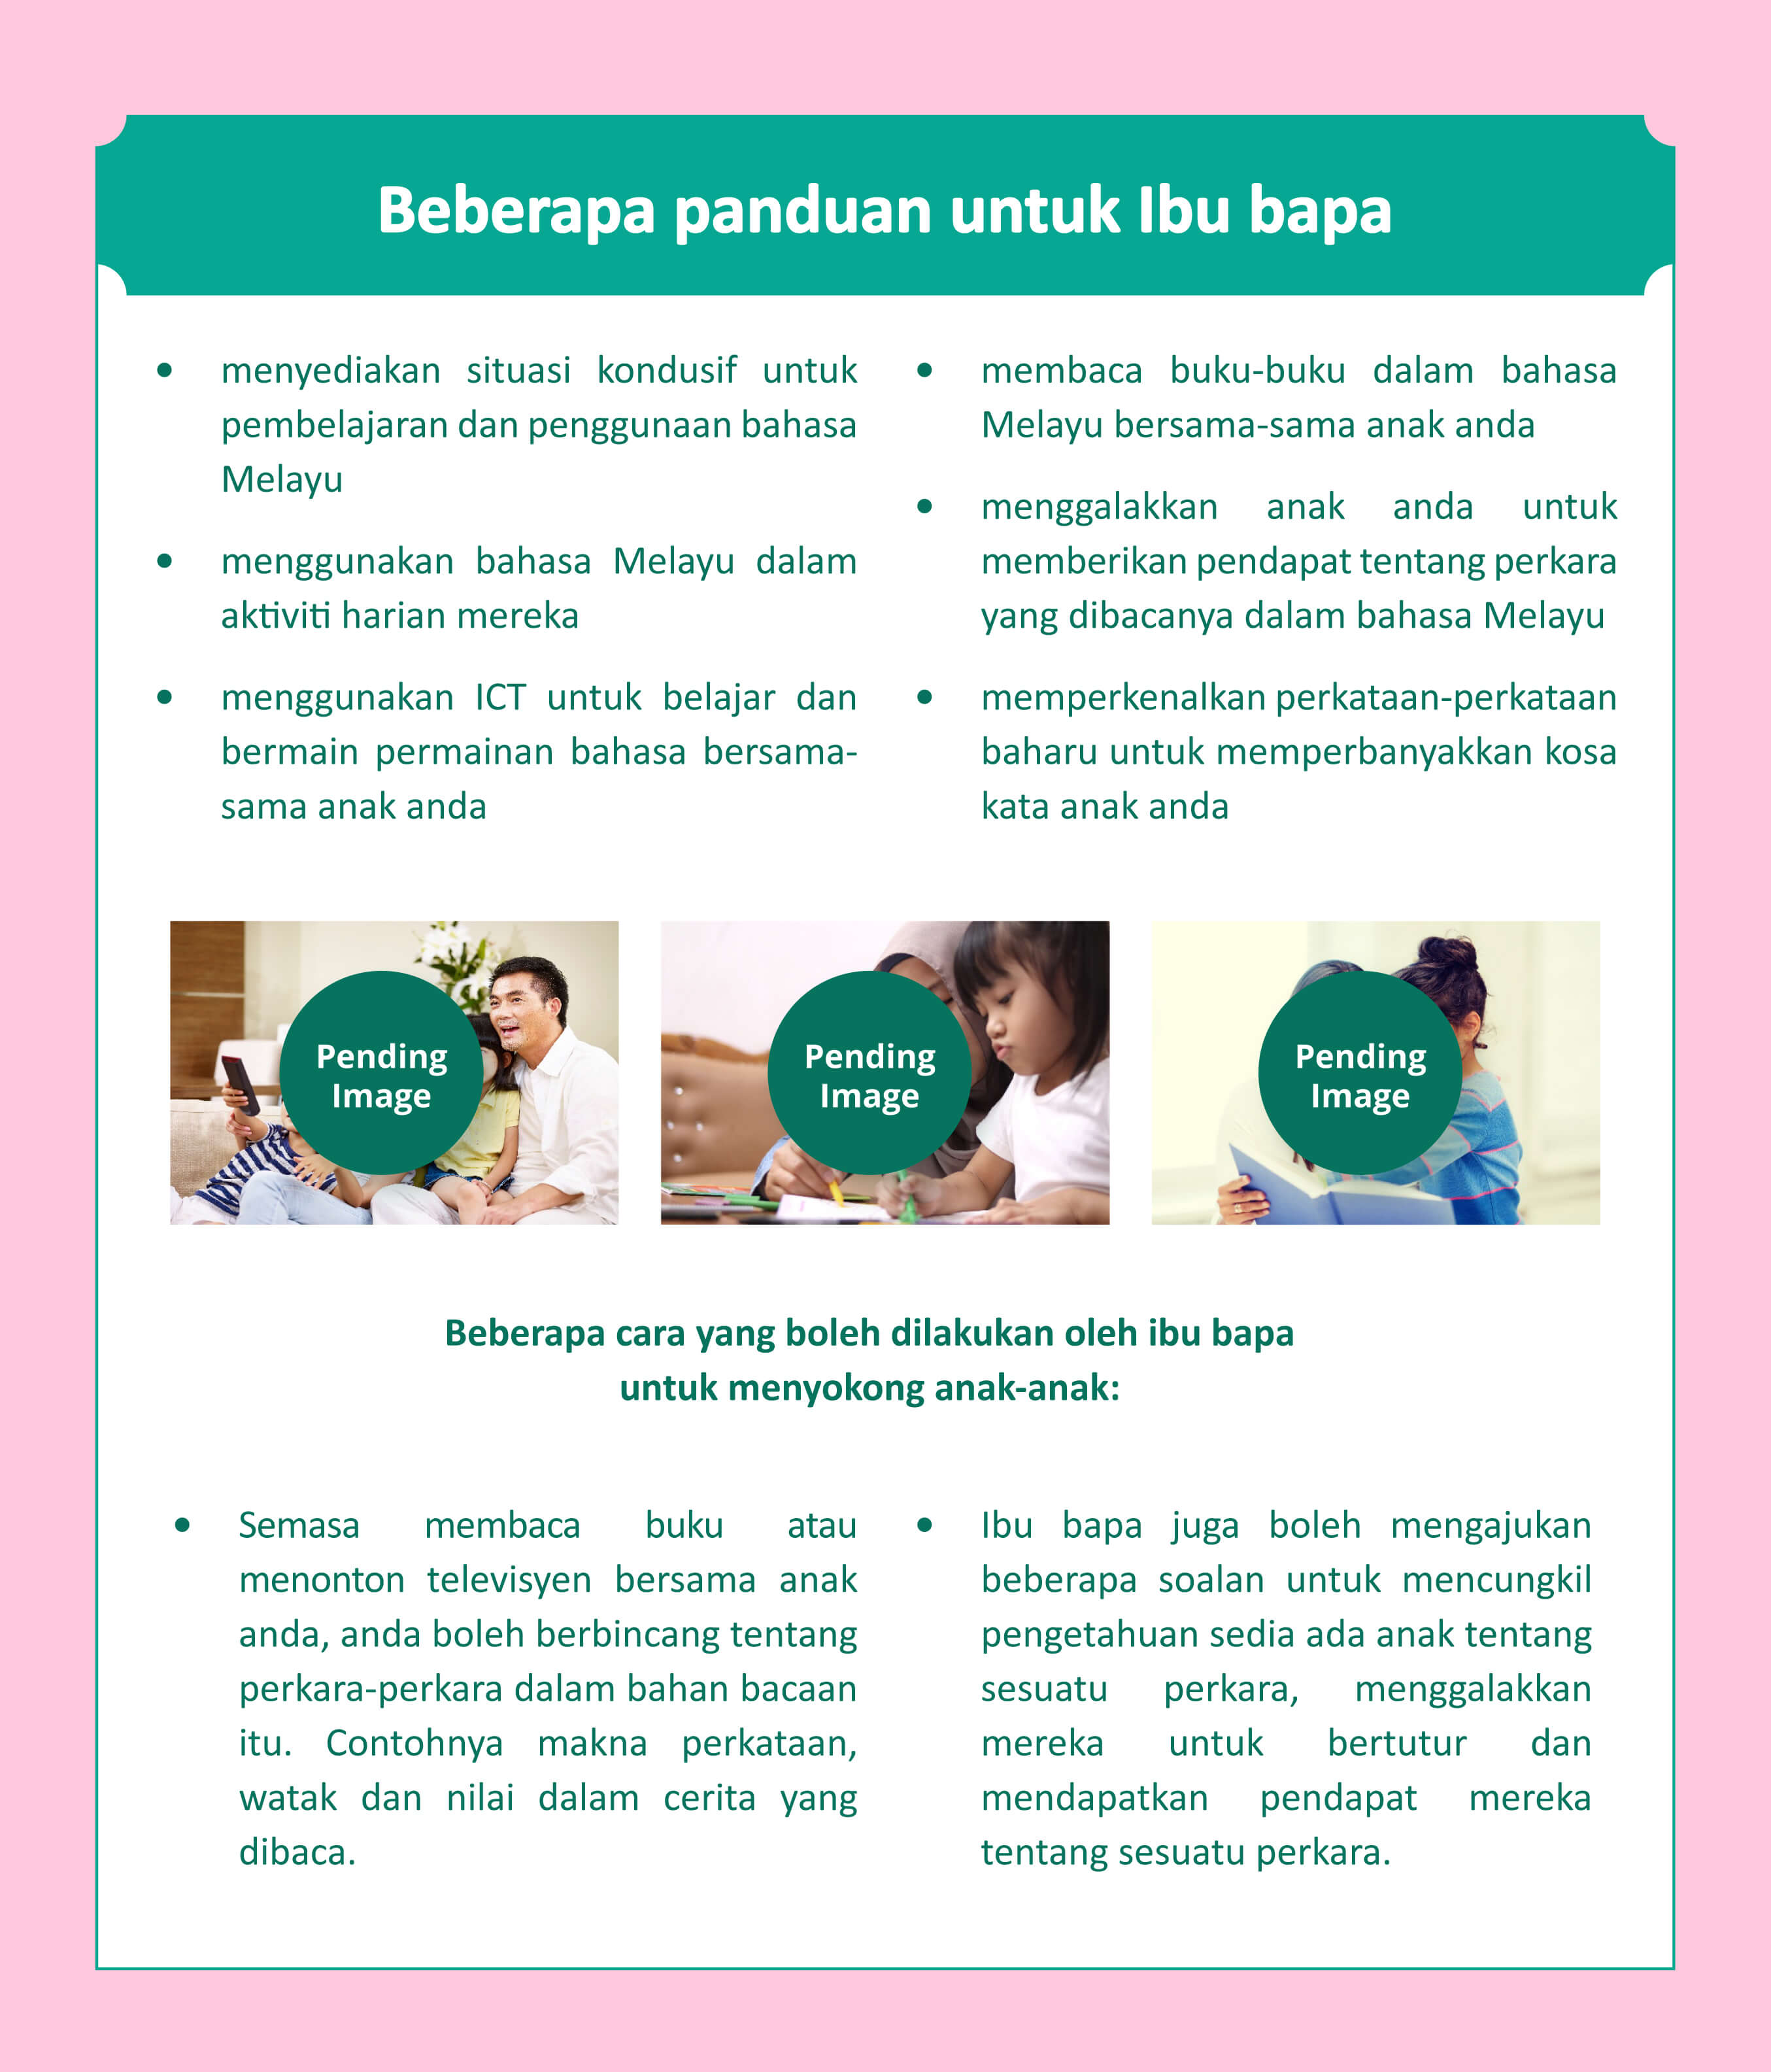 Beberapa panduan untuk Ibu bapa
menyediakan situasi kondusif untuk
pembelajaran dan penggunaan bahasa
Melayu
menggunakan bahasa Melayu dalam
aktiviti harian mereka
menggunakan ICT untuk belajar dan
bermain permainan bahasa bersama-
sama anak anda
membaca buku-buku dalam bahasa
Melayu bersama-sama anak anda
menggalakkan anak anda untuk
memberikan pendapat tentang perkara
yang dibacanya dalam bahasa Melayu
memperkenalkan perkataan-perkataan
baharu untuk memperbanyakkan kosa
kata anak anda
Pending
Image
Pending
Image
Pending
Image
Beberapa cara yang boleh dilakukan oleh ibu bapa
untuk menyokong anak-anak:
Semasa membaca buku atau
menonton televisyen bersama anak
anda, anda boleh berbincang tentang
perkara-perkara dalam bahan bacaan
itu. Contohnya makna perkataan,
watak dan nilai dalam cerita yang
dibaca.
Ibu bapa juga boleh mengajukan
beberapa soalan untuk mencungkil
pengetahuan sedia ada anak tentang
sesuatu perkara, menggalakkan
mereka untuk bertutur dan
mendapatkan pendapat mereka
tentang sesuatu perkara.